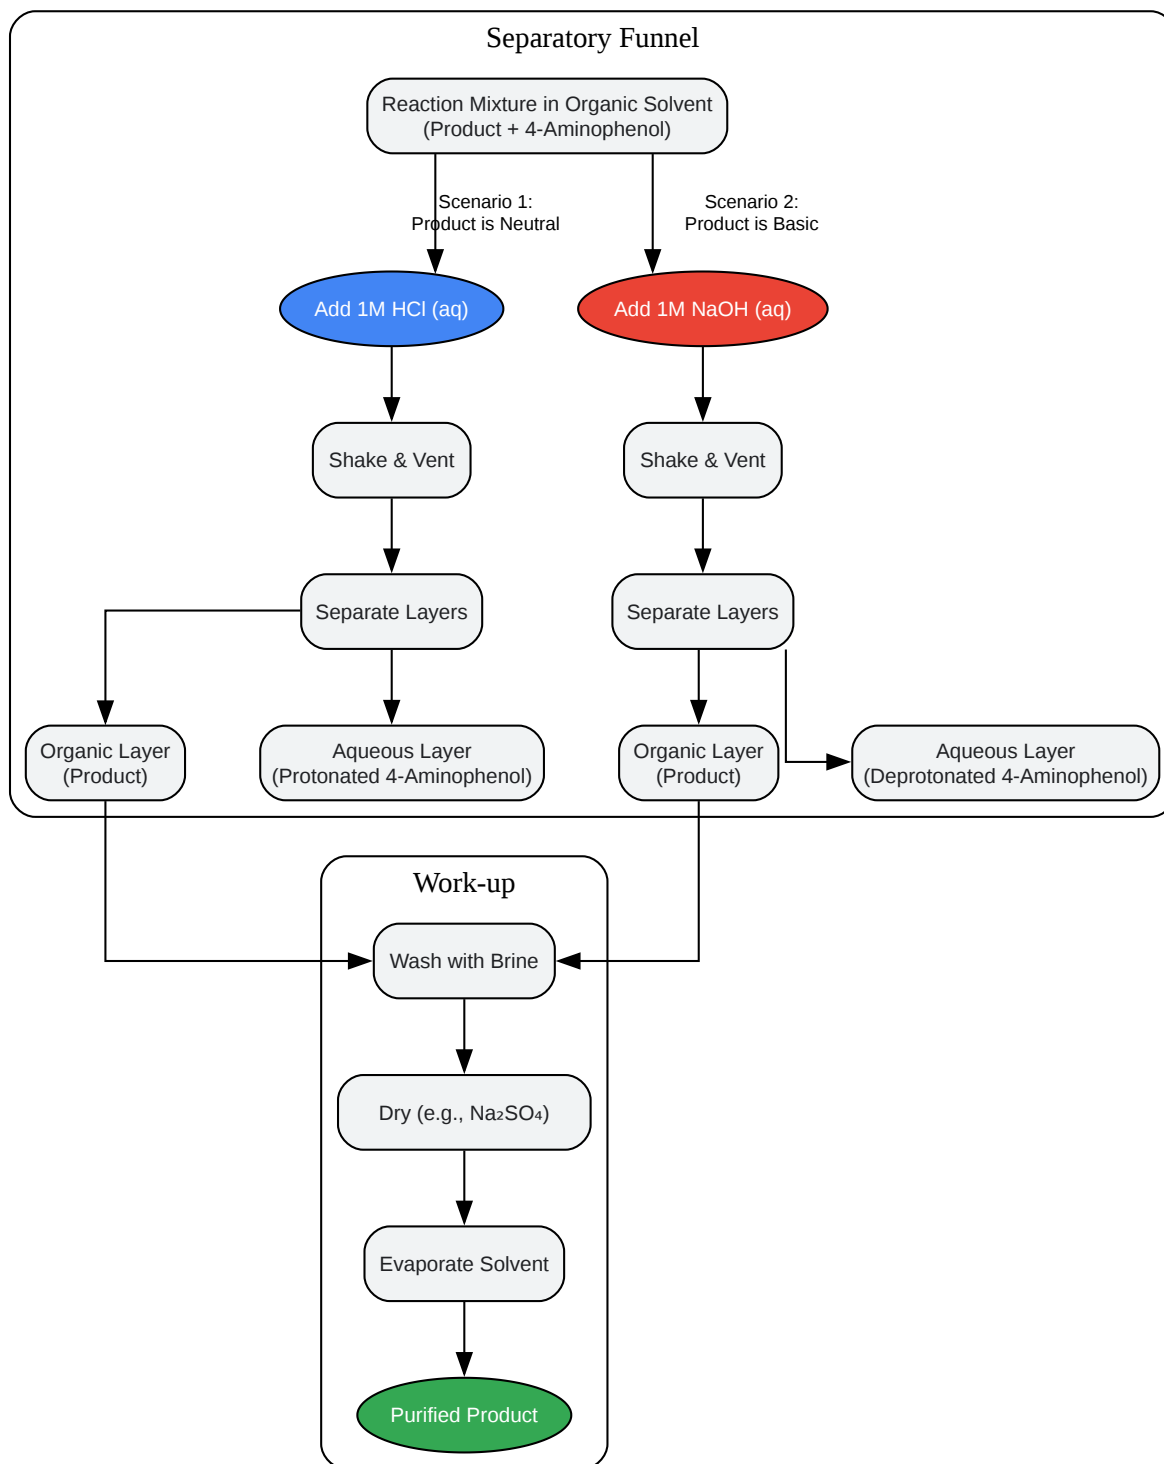 Separatory Funnel
Reaction Mixture in Organic Solvent
(Product + 4-Aminophenol)
Scenario 1:
Product is Neutral
Scenario 2:
Product is Basic
Add 1M HCl (aq)
Add 1M NaOH (aq)
Shake & Vent
Shake & Vent
Separate Layers
Separate Layers
Organic Layer
(Product)
Aqueous Layer
(Protonated 4-Aminophenol)
Organic Layer
(Product)
Aqueous Layer
(Deprotonated 4-Aminophenol)
Work-up
Wash with Brine
Dry (e.g., Na₂SO₄)
Evaporate Solvent
Purified Product